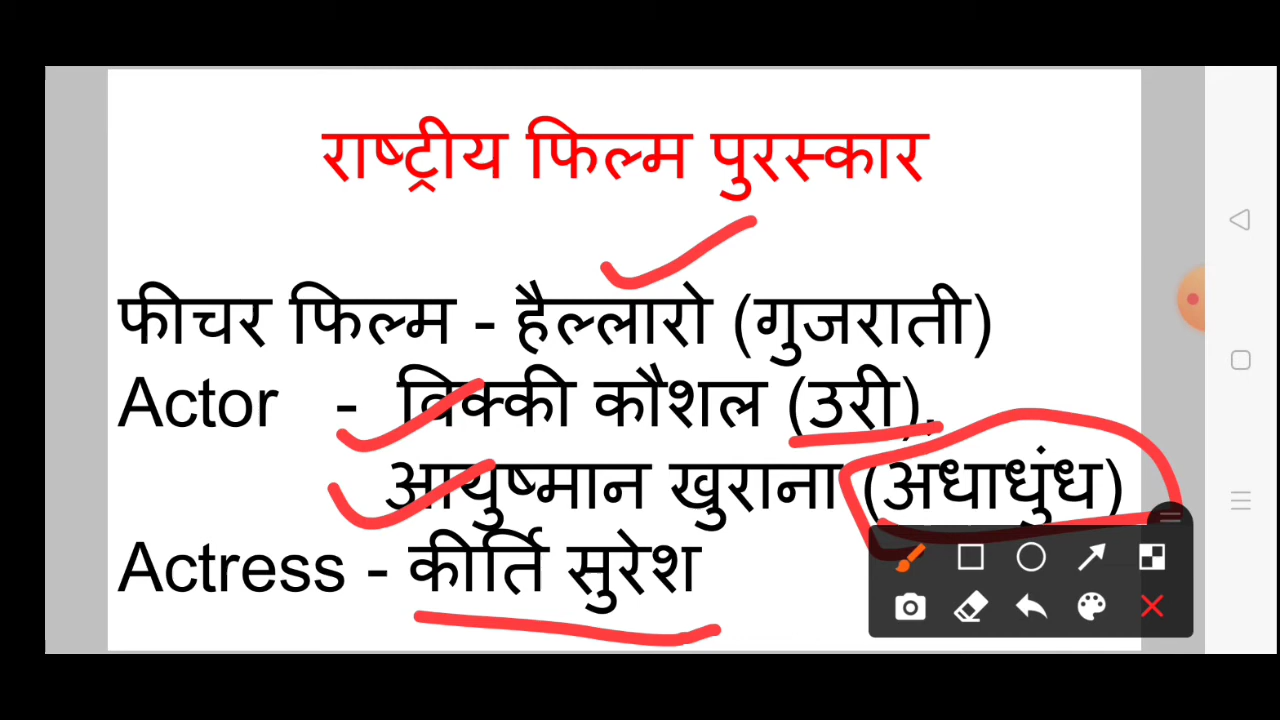 राष्ट्रीय फिल्म पुरस्कार
फीचर फिल्म - हैल्लारो (गुजराती)
Actor - विक्की कौशल (उरी),
आयुष्मान खुराना (अधाधुंध)
Actress - कीर्ति सुरेश